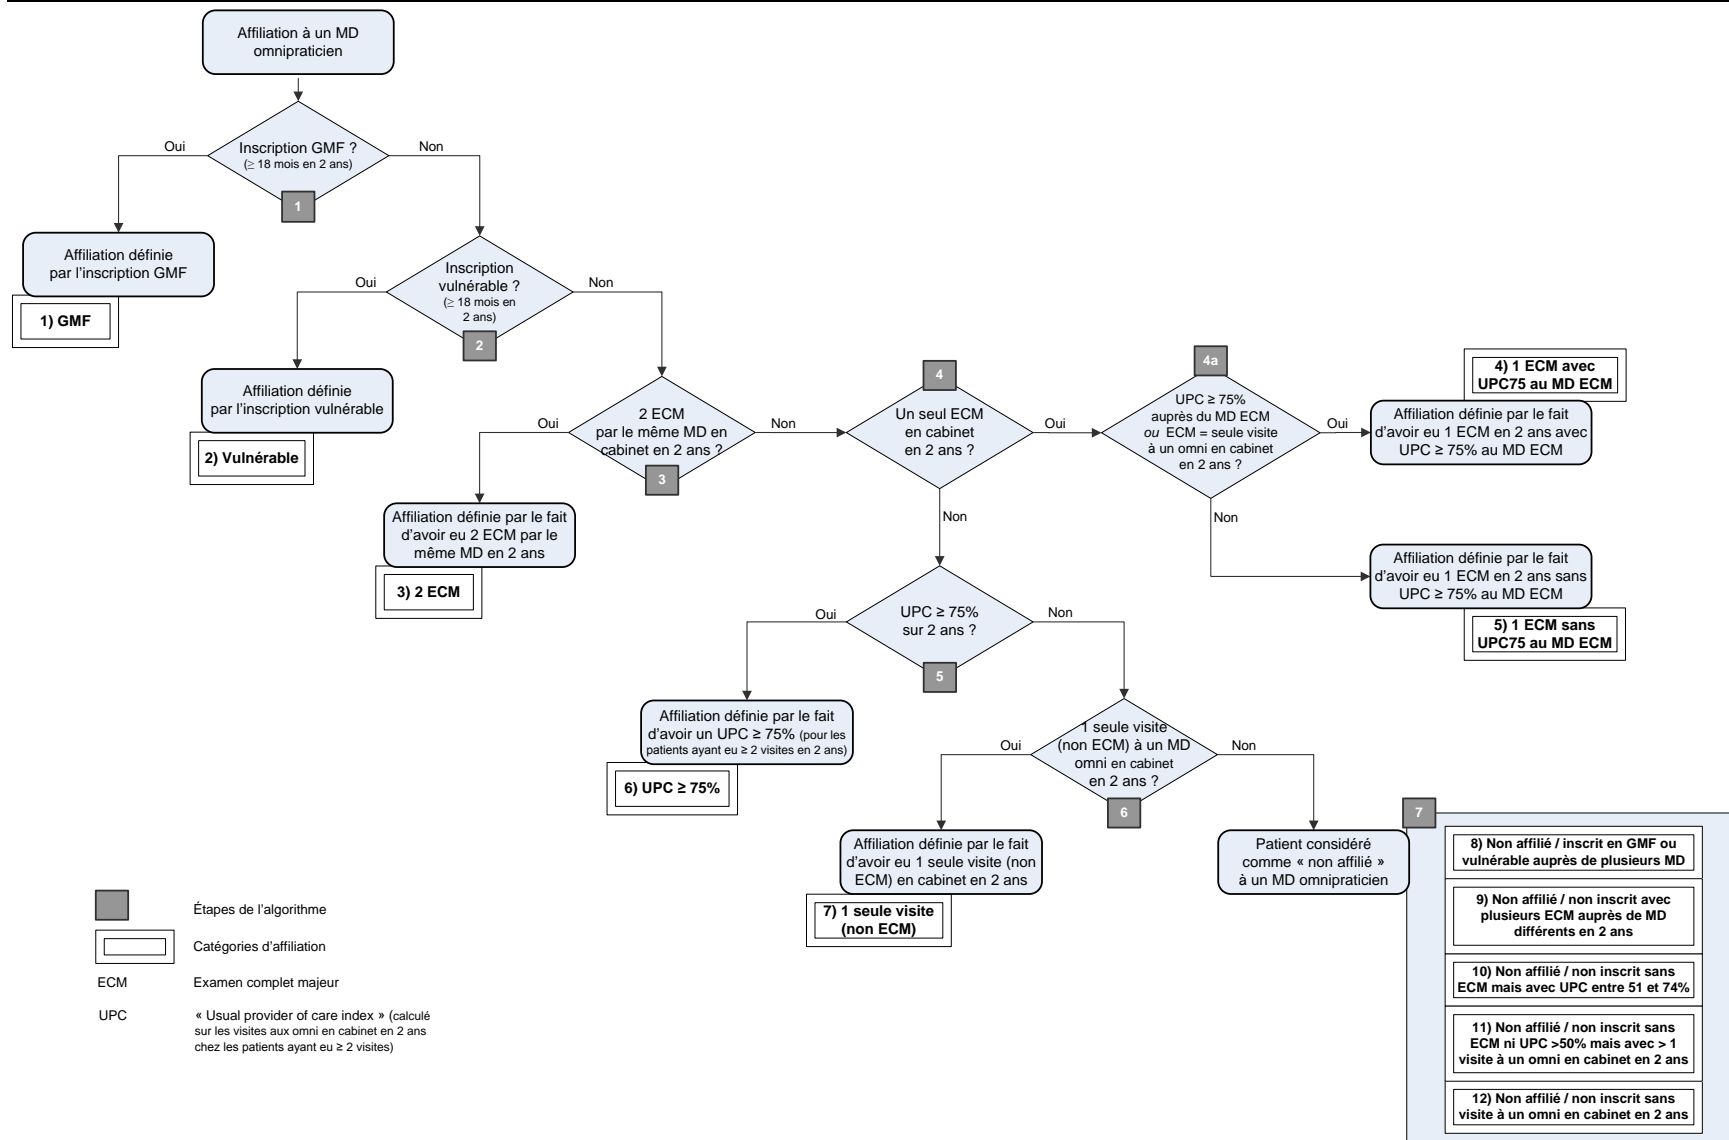 Affiliation à un MD
omnipraticien
Oui
Inscription GMF ?
(≥ 18 mois en 2 ans)
Non
1
Affiliation définie
par l'inscription GMF
1) GMF
Oui
Inscription
vulnérable ?
(≥ 18 mois en
2 ans)
Non
2
Affiliation définie
par l'inscription vulnérable
2) Vulnérable
Oui
2 ECM
par le même MD en
cabinet en 2 ans ?
Non
3
Affiliation définie par le fait
d'avoir eu 2 ECM par le
même MD en 2 ans
3) 2 ECM
4
Un seul ECM
en cabinet
en 2 ans ?
Oui
Non
4a
UPC ≥ 75%
auprès du MD ECM
ou ECM = seule visite
à un omni en cabinet
en 2 ans ?
Oui
Non
4) 1 ECM avec
UPC75 au MD ECM
Affiliation définie par le fait
d'avoir eu 1 ECM en 2 ans avec
UPC ≥ 75% au MD ECM
Affiliation définie par le fait
d'avoir eu 1 ECM en 2 ans sans
UPC ≥ 75% au MD ECM
5) 1 ECM sans
UPC75 au MD ECM
Oui
UPC ≥ 75%
sur 2 ans ?
Non
5
Affiliation définie par le fait
d'avoir un UPC ≥ 75% (pour les
patients ayant eu ≥ 2 visites en 2 ans)
6) UPC ≥ 75%
Oui
1 seule visite
(non ECM) à un MD
omni en cabinet
en 2 ans ?
Non
6
Affiliation définie par le fait
d'avoir eu 1 seule visite (non
ECM) en cabinet en 2 ans
7) 1 seule visite
(non ECM)
Patient considéré
comme « non affilié »
à un MD omnipraticien
7
8) Non affilié / inscrit en GMF ou
vulnérable auprès de plusieurs MD
9) Non affilié / non inscrit avec
plusieurs ECM auprès de MD
différents en 2 ans
10) Non affilié / non inscrit sans
ECM mais avec UPC entre 51 et 74%
11) Non affilié / non inscrit sans
ECM ni UPC >50% mais avec > 1
visite à un omni en cabinet en 2 ans
12) Non affilié / non inscrit sans
visite à un omni en cabinet en 2 ans
Étapes de l'algorithme
Catégories d'affiliation
ECM Examen complet majeur
UPC « Usual provider of care index » (calculé
sur les visites aux omni en cabinet en 2 ans
chez les patients ayant eu ≥ 2 visites)